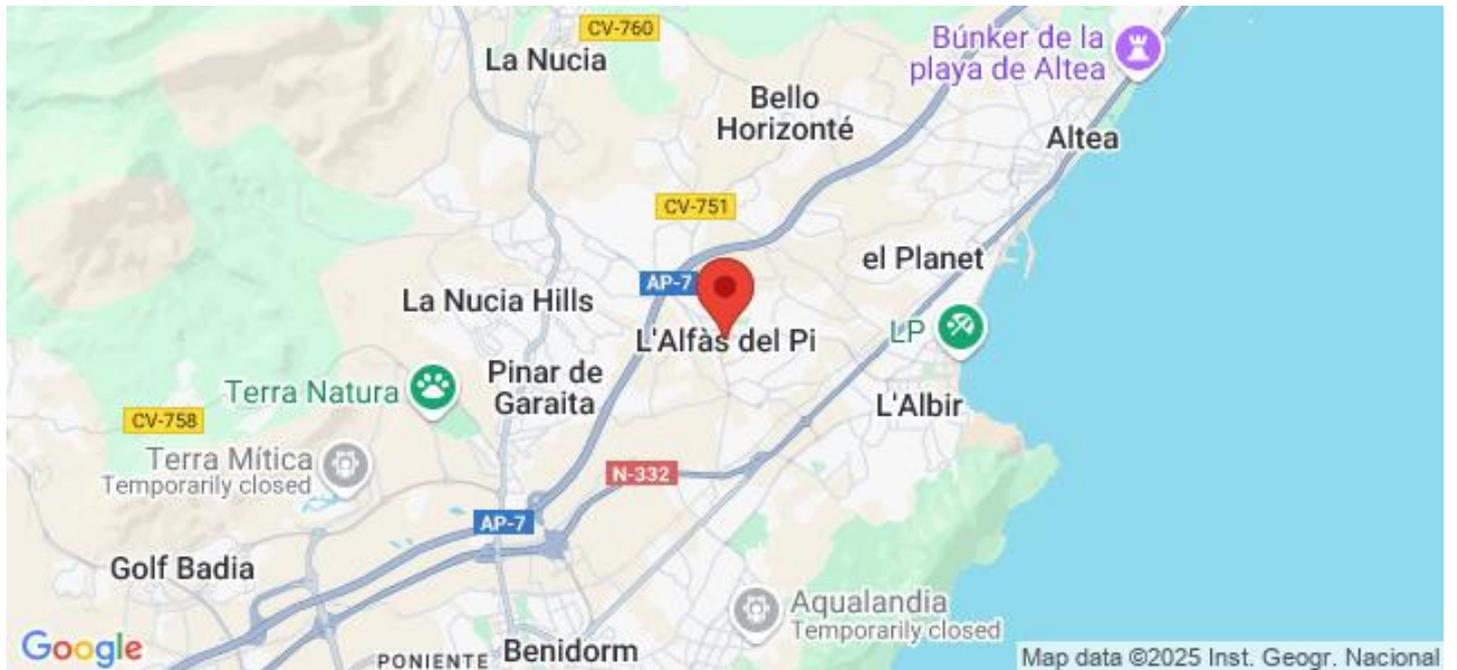 CV-760
La Nucia
Búnker de la
playa de Altea
Bello
Horizonté
Altea
CV-751
el Planet
AP-7
La Nucia Hills
L'Alfàs del Pi
LP
Pinar de
Garaita
Terra Natura
L'Albir
CV-758
Terra Mítica
Temporarily closed
N-332
AP-7
Golf Badia
Aqualandia
Temporarily closed
Google
PONIENTE
Benidorm
Map data ©2025 Inst. Geogr. Nacional